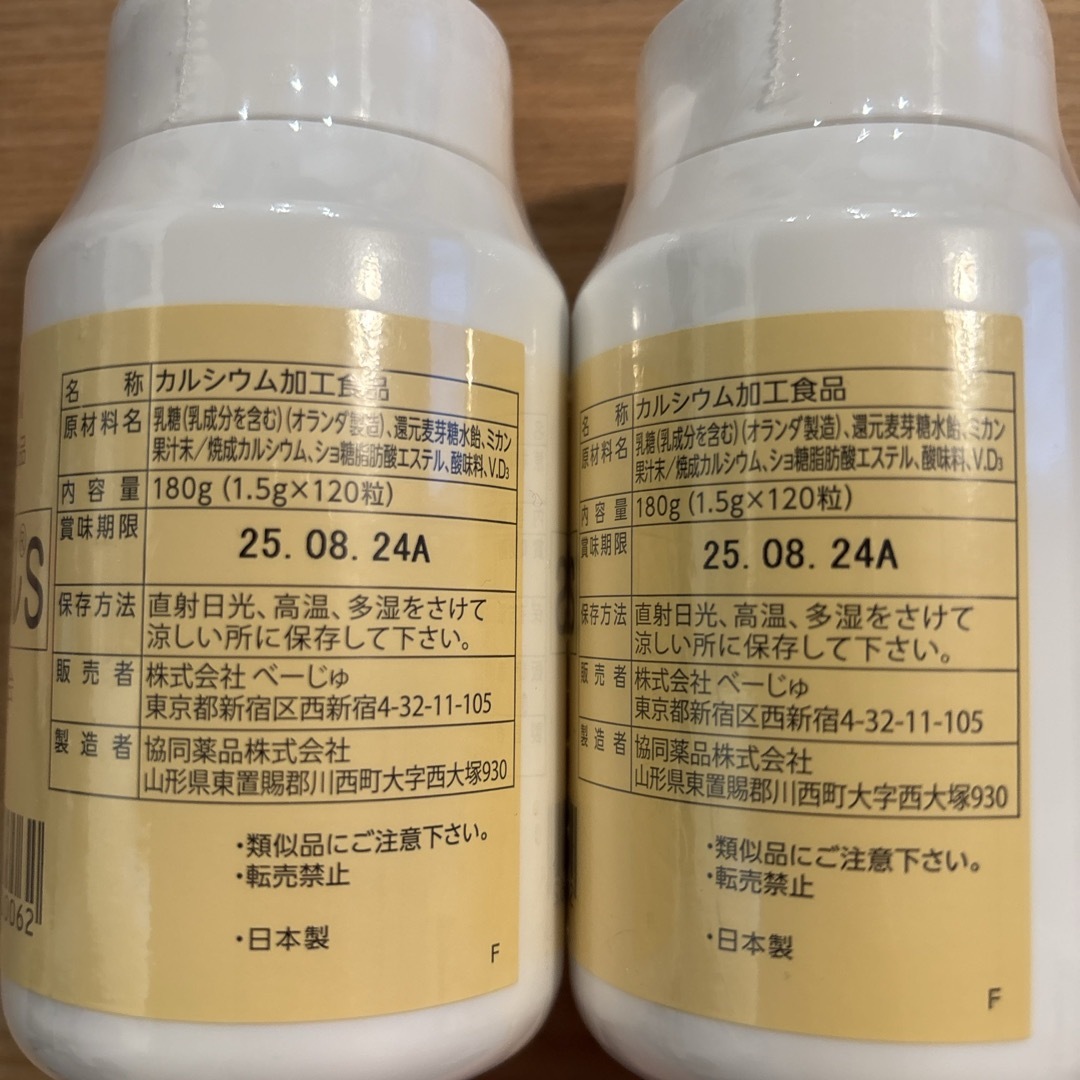 名称 カルシウム加工食品
原材料名 乳糖(乳成分を含む)(オランダ製造)、還元麦芽糖水飴、ミカン
果汁末/焼成カルシウム、ショ糖脂肪酸エステル、酸味料、V.D₃
内容量 180g (1.5g×120粒)
賞味期限 25. 08. 24A
保存方法 直射日光、高温、多湿をさけて
涼しい所に保存して下さい。
販売者 株式会社 べーじゅ
東京都新宿区西新宿4-32-11-105
製造者 協同薬品株式会社
山形県東置賜郡川西町大字西大塚930
・類似品にご注意下さい。
・転売禁止
・日本製
F
品
®
S
0062
名称 カルシウム加工食品
原材料名 乳糖(乳成分を含む)(オランダ製造)、還元麦芽糖水飴、ミカン
果汁末/焼成カルシウム、ショ糖脂肪酸エステル、酸味料、V.D₃
内容量 180g (1.5g×120粒)
賞味期限 25. 08. 24A
保存方法 直射日光、高温、多湿をさけて
涼しい所に保存して下さい。
販売者 株式会社 べーじゅ
東京都新宿区西新宿4-32-11-105
製造者 協同薬品株式会社
山形県東置賜郡川西町大字西大塚930
・類似品にご注意下さい。
・転売禁止
・日本製
F